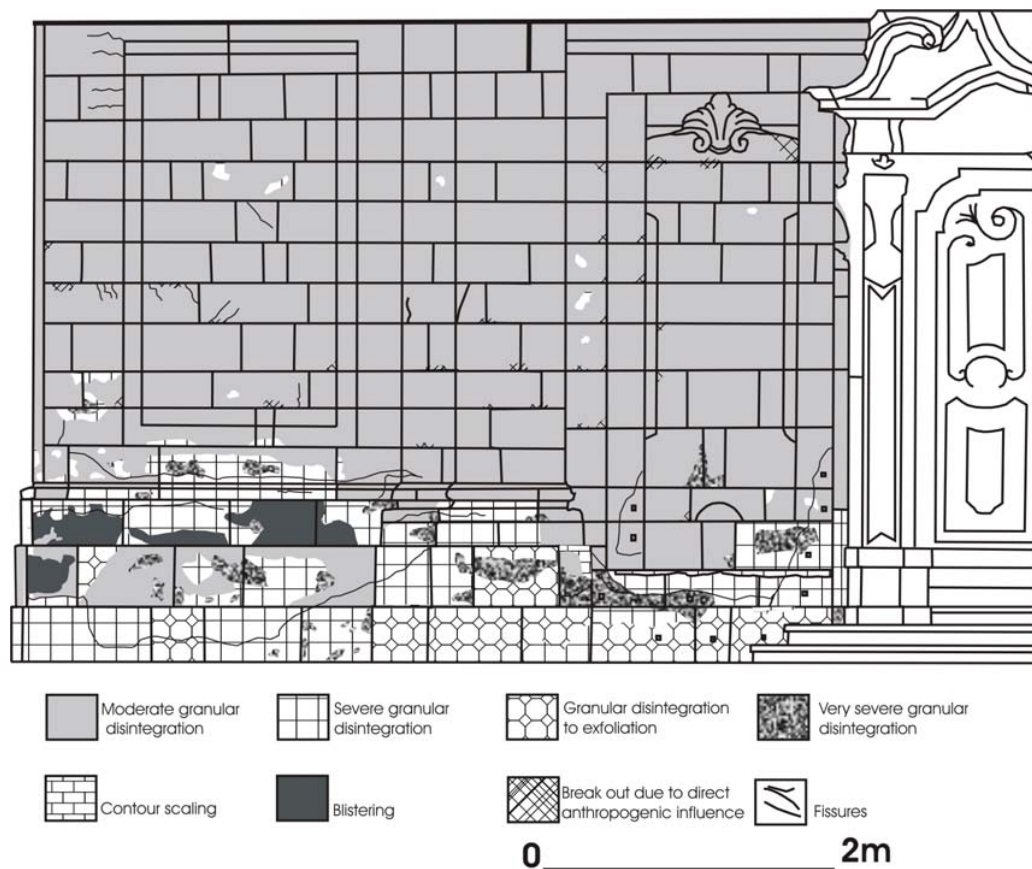 Moderate granular
disintegration
Severe granular
disintegration
Granular disintegration
to exfoliation
Very severe granular
disintegration
Contour scaling
Blistering
Break out due to direct
anthropogenic influence
Fissures
0 2m